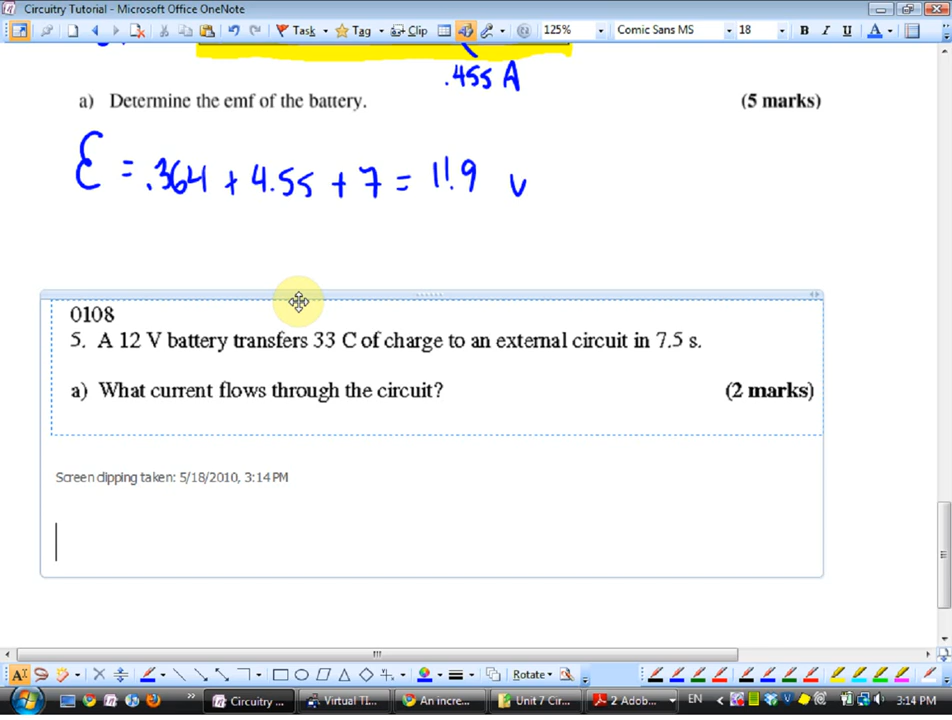 Circuitry Tutorial - Microsoft Office OneNote
Task Tag Clip 125% Comic Sans MS 18 B I U A
.455 A
a) Determine the emf of the battery. (5 marks)
ε = .364 + 4.55 + 7 = 11.9 v
0108
5. A 12 V battery transfers 33 C of charge to an external circuit in 7.5 s.
a) What current flows through the circuit? (2 marks)
Screen clipping taken: 5/18/2010, 3:14 PM
Rotate
Circuitry ... Virtual TI... An incre... Unit 7 Cir... 2 Adob... EN 3:14 PM